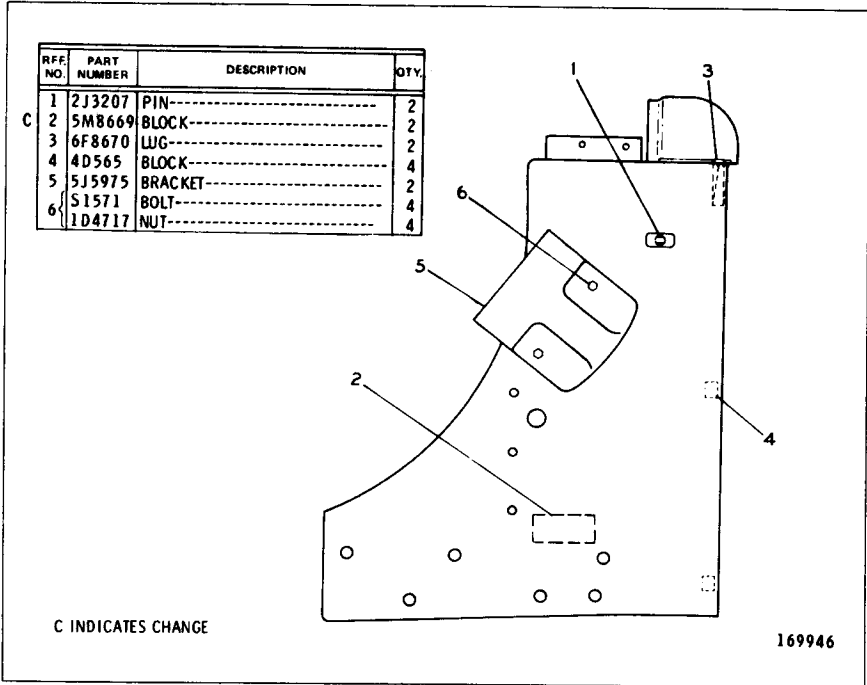 RFF. NO. PART NUMBER DESCRIPTION QTY.
1 2J3207 PIN------------------------------ 2
C 2 5M8669 BLOCK--------------------------- 2
3 6F8670 LUG------------------------------ 2
4 4D565 BLOCK--------------------------- 4
5 5J5975 BRACKET------------------------- 2
6{ S1571 BOLT----------------------------- 4
1D4717 NUT------------------------------ 4
1
3
6
5
2
4
C INDICATES CHANGE
169946